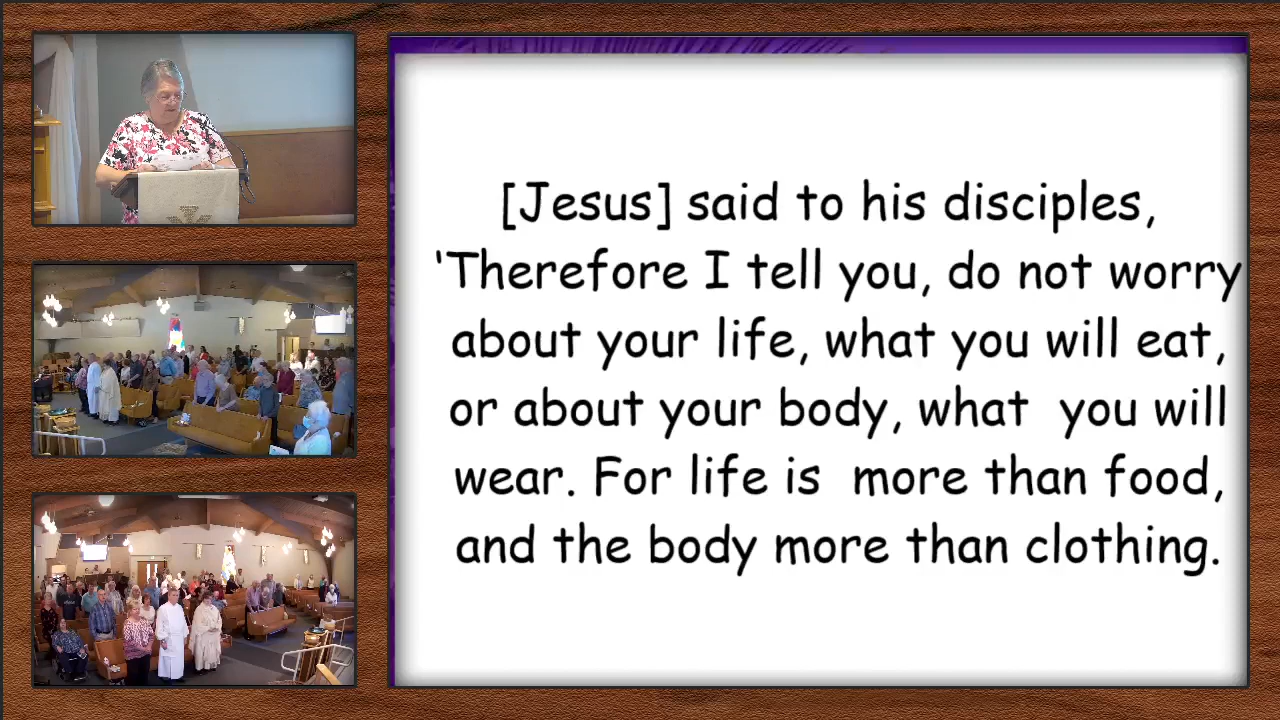 [Jesus] said to his disciples,
‘Therefore I tell you, do not worry
about your life, what you will eat,
or about your body, what  you will
wear. For life is  more than food,
and the body more than clothing.